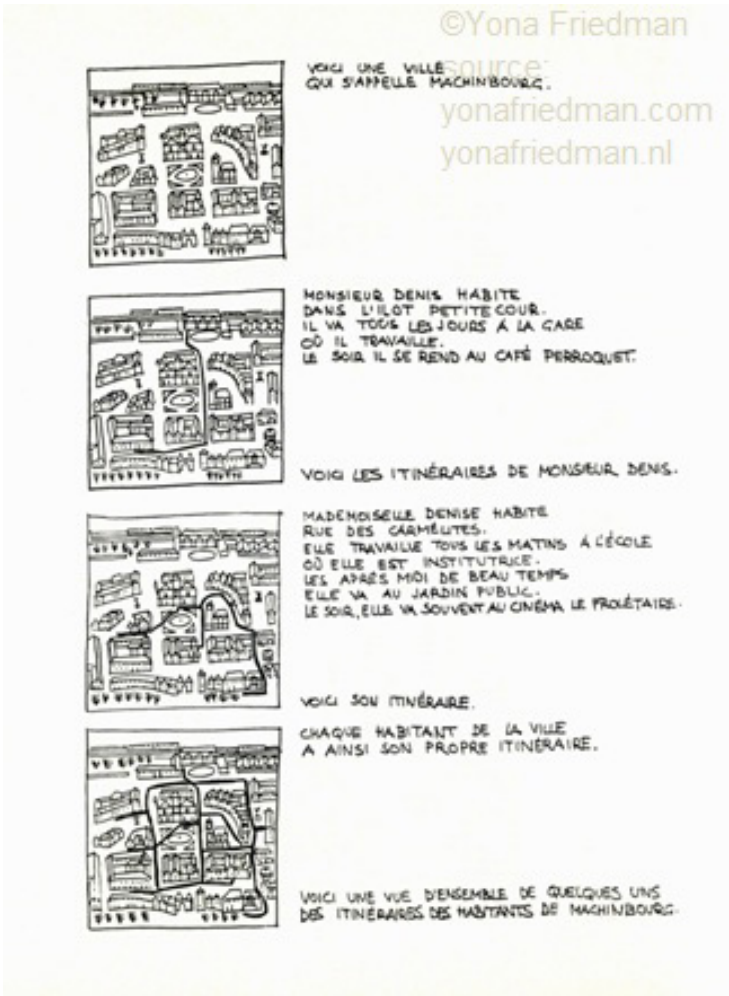 ©Yona Friedman
source:
yonafriedman.com
yonafriedman.nl
VOICI UNE VILLE
QUI S'APPELLE MACHINBOURG.
MONSIEUR DENIS HABITE
DANS L'ILOT PETITE COUR.
IL VA TOUS LES JOURS À LA GARE
OÙ IL TRAVAILLE.
LE SOIR IL SE REND AU CAFÉ PERROQUET.
VOICI LES ITINÉRAIRES DE MONSIEUR DENIS.
MADEMOISELLE DENISE HABITE
RUE DES CARMÉLITES.
ELLE TRAVAILLE TOUS LES MATINS À L'ÉCOLE
OÙ ELLE EST INSTITUTRICE.
LES APRÈS MIDI DE BEAU TEMPS
ELLE VA AU JARDIN PUBLIC.
LE SOIR, ELLE VA SOUVENT AU CINÉMA LE PROLÉTAIRE.
VOICI SON ITINÉRAIRE.
CHAQUE HABITANT DE LA VILLE
A AINSI SON PROPRE ITINÉRAIRE.
VOICI UNE VUE D'ENSEMBLE DE QUELQUES UNS
DES ITINÉRAIRES DES HABITANTS DE MACHINBOURG.